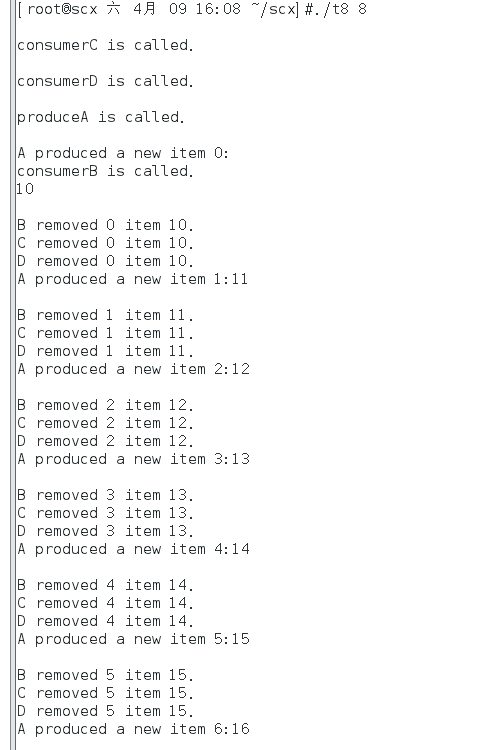 [root@scx 六 4月 09 16:08 ~/scx]#./t8 8
consumerC is called.
consumerD is called.
produceA is called.
A produced a new item 0:
consumerB is called.
10
B removed 0 item 10.
C removed 0 item 10.
D removed 0 item 10.
A produced a new item 1:11
B removed 1 item 11.
C removed 1 item 11.
D removed 1 item 11.
A produced a new item 2:12
B removed 2 item 12.
C removed 2 item 12.
D removed 2 item 12.
A produced a new item 3:13
B removed 3 item 13.
C removed 3 item 13.
D removed 3 item 13.
A produced a new item 4:14
B removed 4 item 14.
C removed 4 item 14.
D removed 4 item 14.
A produced a new item 5:15
B removed 5 item 15.
C removed 5 item 15.
D removed 5 item 15.
A produced a new item 6:16